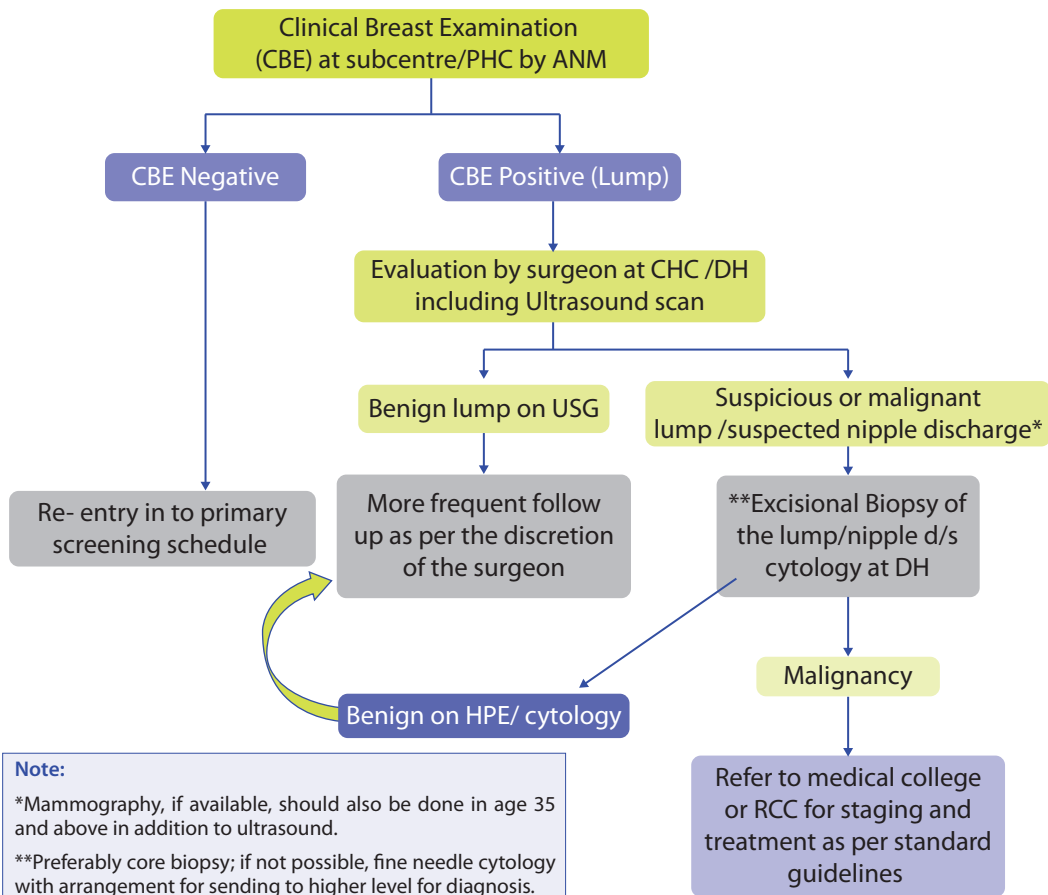 Clinical Breast Examination
(CBE) at subcentre/PHC by ANM
CBE Negative
CBE Positive (Lump)
Evaluation by surgeon at CHC /DH
including Ultrasound scan
Benign lump on USG
Suspicious or malignant
lump /suspected nipple discharge*
Re- entry in to primary
screening schedule
More frequent follow
up as per the discretion
of the surgeon
**Excisional Biopsy of
the lump/nipple d/s
cytology at DH
Malignancy
Benign on HPE/ cytology
Refer to medical college
or RCC for staging and
treatment as per standard
guidelines
Note:
*Mammography, if available, should also be done in age 35
and above in addition to ultrasound.
**Preferably core biopsy; if not possible, fine needle cytology
with arrangement for sending to higher level for diagnosis.